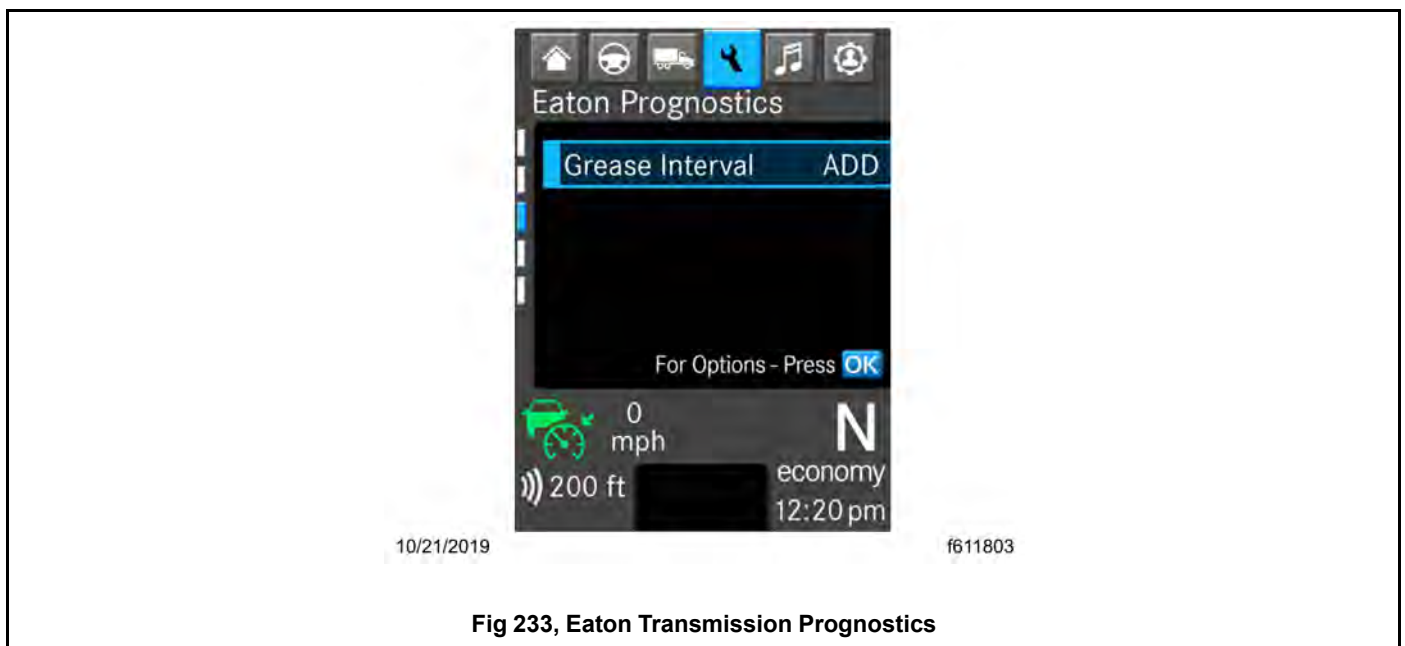 Eaton Prognostics
Grease Interval ADD
For Options - Press OK
0
mph
N
economy
200 ft
12:20 pm
10/21/2019 f611803
Fig 233, Eaton Transmission Prognostics